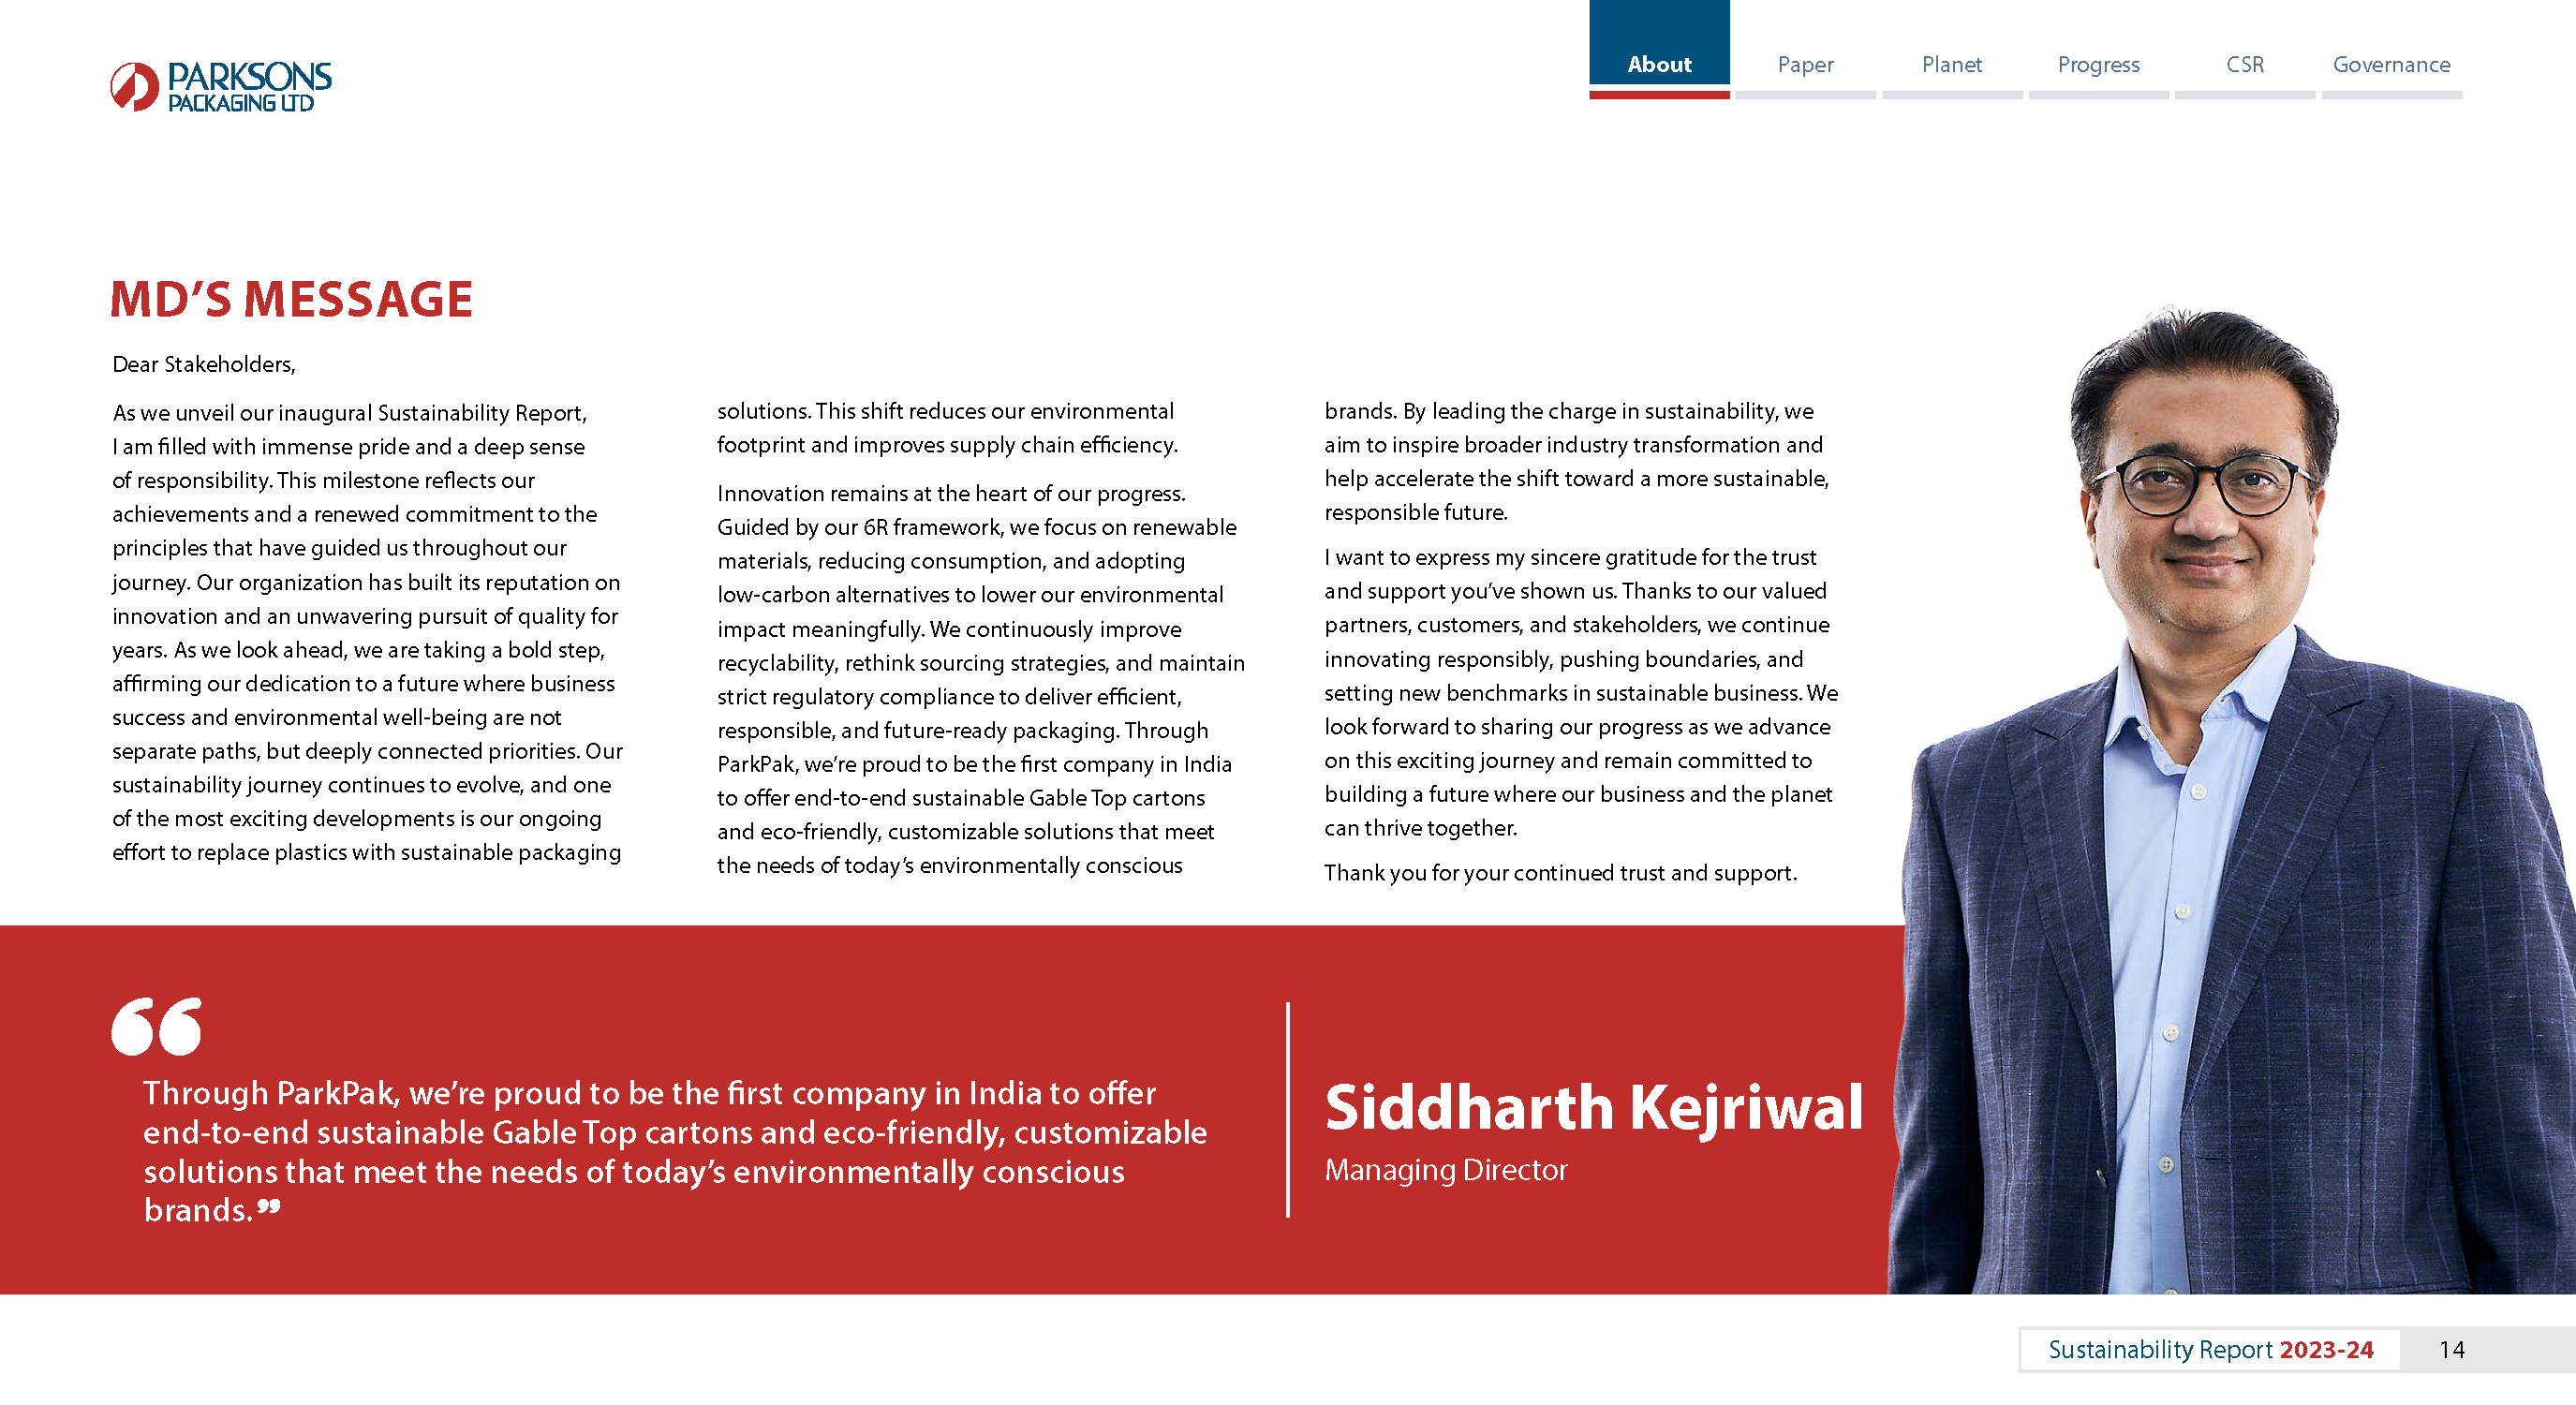 PARKSONS
PACKAGING LTD
About
Paper
Planet
Progress
CSR
Governance
MD’S MESSAGE
Dear Stakeholders,
As we unveil our inaugural Sustainability Report,
I am filled with immense pride and a deep sense
of responsibility. This milestone reflects our
achievements and a renewed commitment to the
principles that have guided us throughout our
journey. Our organization has built its reputation on
innovation and an unwavering pursuit of quality for
years. As we look ahead, we are taking a bold step,
affirming our dedication to a future where business
success and environmental well-being are not
separate paths, but deeply connected priorities. Our
sustainability journey continues to evolve, and one
of the most exciting developments is our ongoing
effort to replace plastics with sustainable packaging
solutions. This shift reduces our environmental
footprint and improves supply chain efficiency.
Innovation remains at the heart of our progress.
Guided by our 6R framework, we focus on renewable
materials, reducing consumption, and adopting
low-carbon alternatives to lower our environmental
impact meaningfully. We continuously improve
recyclability, rethink sourcing strategies, and maintain
strict regulatory compliance to deliver efficient,
responsible, and future-ready packaging. Through
ParkPak, we’re proud to be the first company in India
to offer end-to-end sustainable Gable Top cartons
and eco-friendly, customizable solutions that meet
the needs of today’s environmentally conscious
brands. By leading the charge in sustainability, we
aim to inspire broader industry transformation and
help accelerate the shift toward a more sustainable,
responsible future.
I want to express my sincere gratitude for the trust
and support you’ve shown us. Thanks to our valued
partners, customers, and stakeholders, we continue
innovating responsibly, pushing boundaries, and
setting new benchmarks in sustainable business. We
look forward to sharing our progress as we advance
on this exciting journey and remain committed to
building a future where our business and the planet
can thrive together.
Thank you for your continued trust and support.
“
Through ParkPak, we’re proud to be the first company in India to offer
end-to-end sustainable Gable Top cartons and eco-friendly, customizable
solutions that meet the needs of today’s environmentally conscious
brands.”
Siddharth Kejriwal
Managing Director
Sustainability Report 2023-24
14